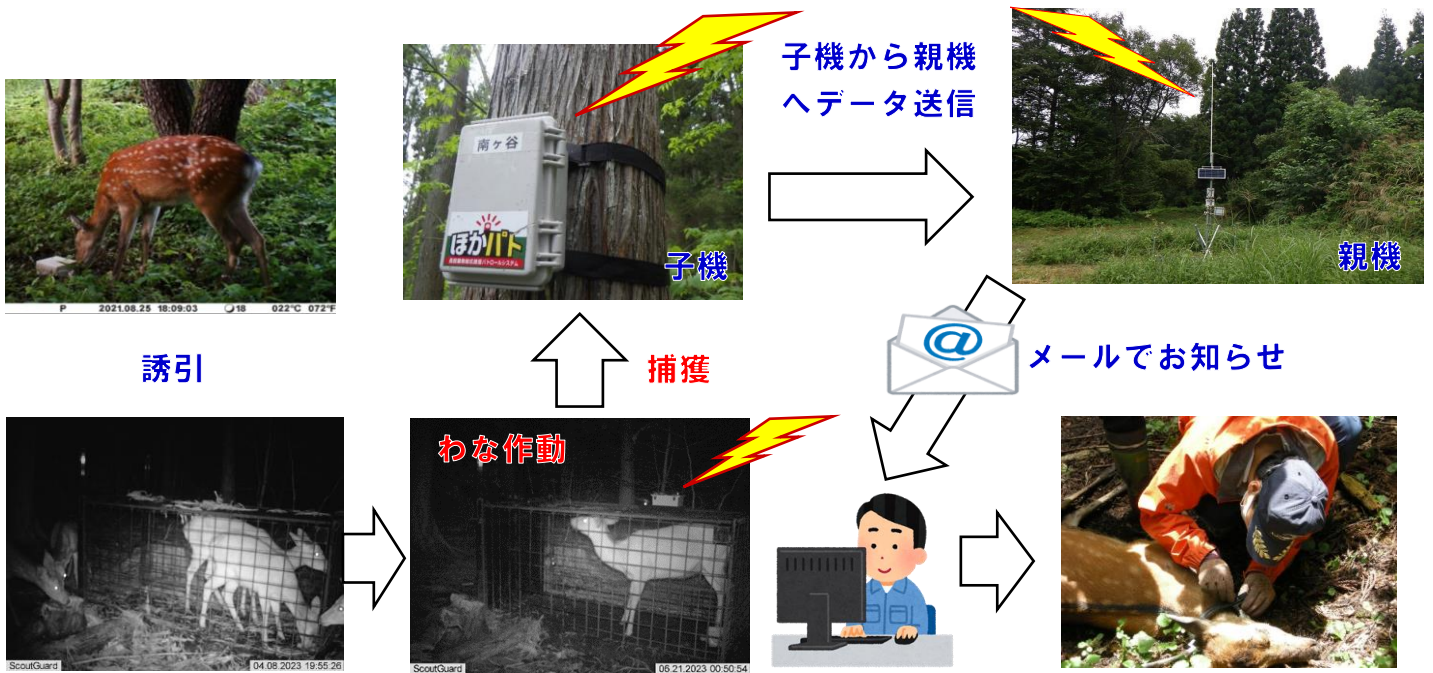 子機から親機
へデータ送信
南ヶ谷
ほかパト
子機
親機
P 2021.08.25 18:09:03 18 022°C 072°F
誘引
捕獲
メールでお知らせ
@
わな作動
ScoutGuard 04.08.2023 19:55:26
ScoutGuard 06.21.2023 00:50:54